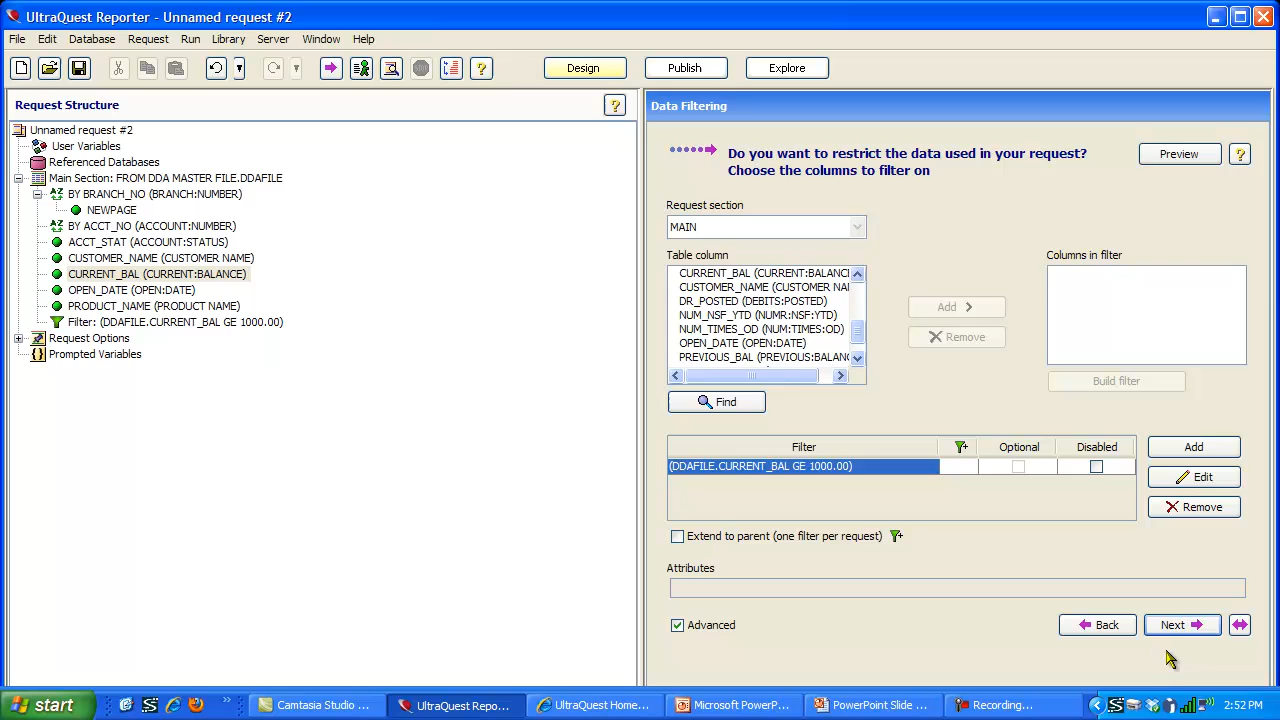 UltraQuest Reporter - Unnamed request #2
File Edit Database Request Run Library Server Window Help
Design Publish Explore
Request Structure
Unnamed request #2
User Variables
Referenced Databases
Main Section: FROM DDA MASTER FILE.DDAFILE
BY BRANCH_NO (BRANCH:NUMBER)
NEWPAGE
BY ACCT_NO (ACCOUNT:NUMBER)
ACCT_STAT (ACCOUNT:STATUS)
CUSTOMER_NAME (CUSTOMER NAME)
CURRENT_BAL (CURRENT:BALANCE)
OPEN_DATE (OPEN:DATE)
PRODUCT_NAME (PRODUCT NAME)
Filter: (DDAFILE.CURRENT_BAL GE 1000.00)
Request Options
Prompted Variables
Data Filtering
Do you want to restrict the data used in your request?
Choose the columns to filter on
Preview
Request section
MAIN
Table column
CURRENT_BAL (CURRENT:BALANCE
CUSTOMER_NAME (CUSTOMER NA
DR_POSTED (DEBITS:POSTED)
NUM_NSF_YTD (NUMR:NSF:YTD)
NUM_TIMES_OD (NUM:TIMES:OD)
OPEN_DATE (OPEN:DATE)
PREVIOUS_BAL (PREVIOUS:BALAN
Find
Add
Remove
Columns in filter
Build filter
Filter Optional Disabled
(DDAFILE.CURRENT_BAL GE 1000.00)
Add
Edit
Remove
Extend to parent (one filter per request)
Attributes
Advanced
Back Next
start Camtasia Studio ... UltraQuest Repo... UltraQuest Home... Microsoft PowerP... PowerPoint Slide ... Recording... 2:52 PM